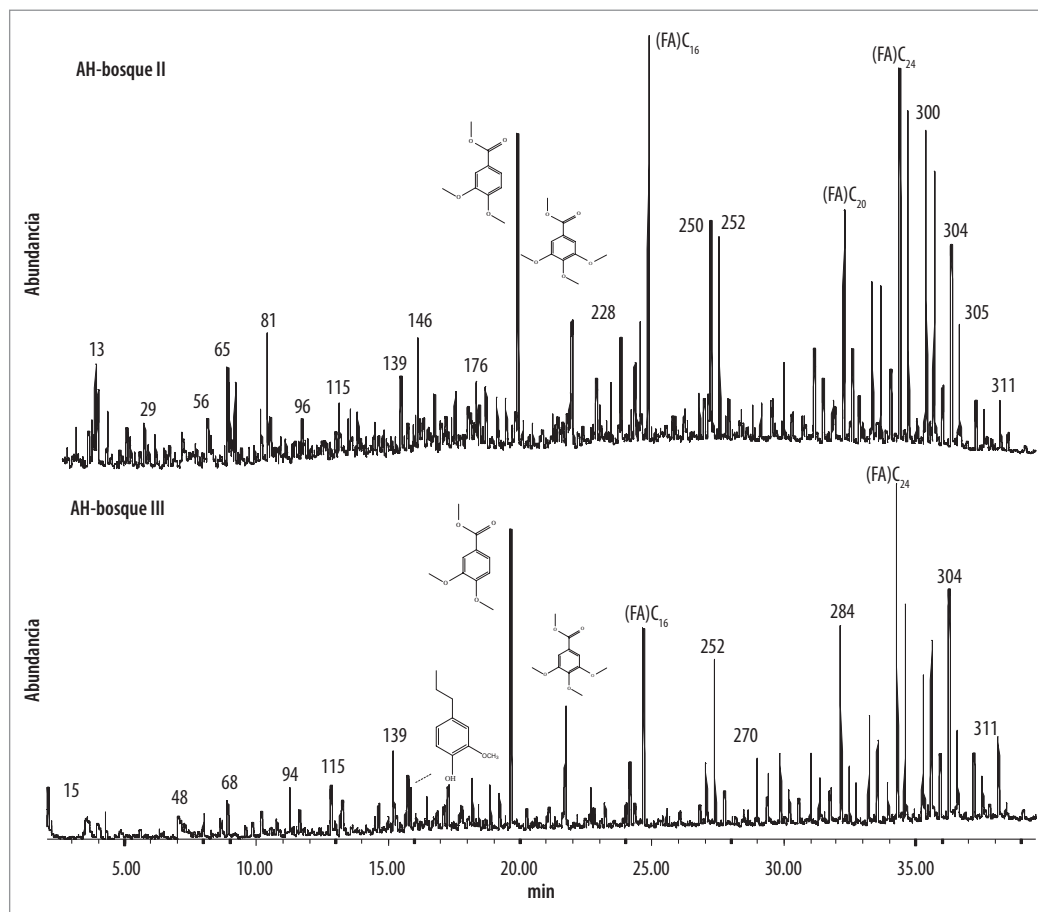 AH-bosque II
Abundancia
(FA)C₁₆
(FA)C₂₄
300
(FA)C₂₀
250
252
304
228
305
81
146
13
65
139
176
29
56
96
115
311
O
O
O
O
O
O
O
O
O
AH-bosque III
Abundancia
(FA)C₂₄
O
O
O
O
304
(FA)C₁₆
284
252
O
O
O
O
O
139
270
311
115
94
68
15
48
OCH₃
OH
5.00 10.00 15.00 20.00 25.00 30.00 35.00
min